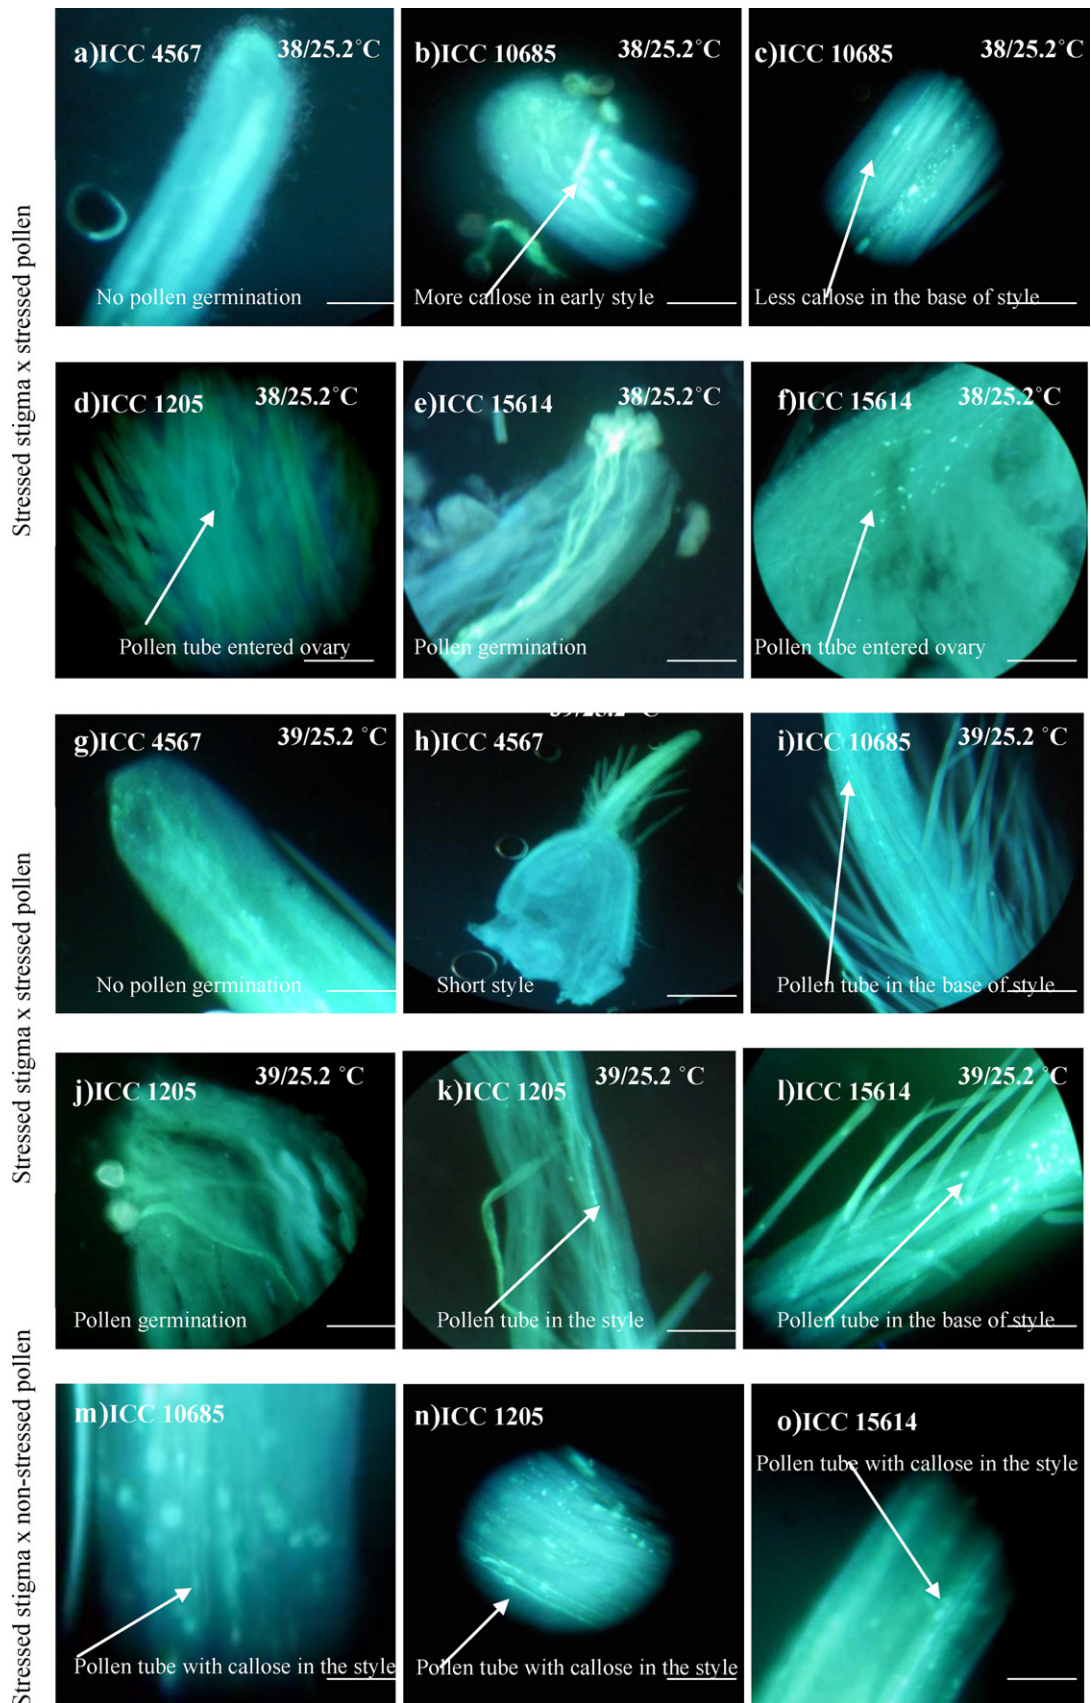 a)ICC 4567 38/25.2°C
No pollen germination
b)ICC 10685 38/25.2°C
More callose in early style
c)ICC 10685 38/25.2°C
Less callose in the base of style
Stressed stigma x stressed pollen
d)ICC 1205 38/25.2°C
Pollen tube entered ovary
e)ICC 15614 38/25.2°C
Pollen germination
f)ICC 15614 38/25.2°C
Pollen tube entered ovary
g)ICC 4567 39/25.2 °C
No pollen germination
h)ICC 4567 39/25.2 °C
Short style
i)ICC 10685 39/25.2 °C
Pollen tube in the base of style
Stressed stigma x stressed pollen
j)ICC 1205 39/25.2 °C
Pollen germination
k)ICC 1205 39/25.2 °C
Pollen tube in the style
l)ICC 15614 39/25.2 °C
Pollen tube in the base of style
Stressed stigma x non-stressed pollen
m)ICC 10685
Pollen tube with callose in the style
n)ICC 1205
Pollen tube with callose in the style
o)ICC 15614
Pollen tube with callose in the style